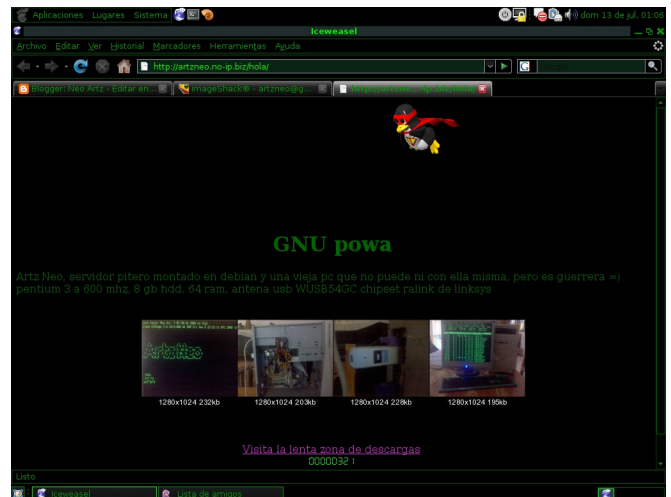 Aplicaciones Lugares Sistema dom 13 de jul, 01:06
Iceweasel
Archivo Editar Ver Historial Marcadores Herramientas Ayuda
http://artzneo.no-ip.biz/hola/
Blogger: Neo Artz - Editar en... ImageShack® - artzneo@g...
GNU powa
Artz Neo, servidor pitero montado en debian y una vieja pc que no puede ni con ella misma, pero es guerrera =)
pentium 3 a 600 mhz, 8 gb hdd, 64 ram, antena usb WUSB54GC chipset ralink de linksys
ArtzNeo
1280x1024 232kb 1280x1024 203kb 1280x1024 228kb 1280x1024 195kb
Visita la lenta zona de descargas
00000321
Listo
Iceweasel Lista de amigos